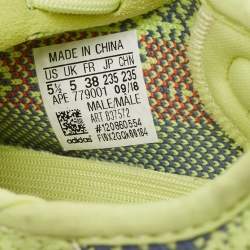 MADE IN CHINA
US UK FR JP CHN
5½ 5 38 235 235
APE 779001 09/18
MALE/MALE
ART B37572
#120860554
adidas